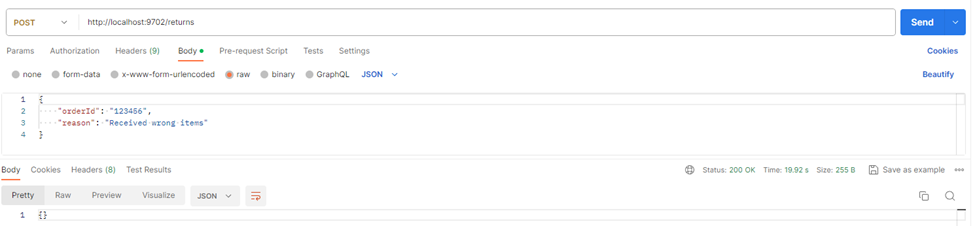 POST http://localhost:9702/returns Send
Params Authorization Headers (9) Body Pre-request Script Tests Settings Cookies
none form-data x-www-form-urlencoded raw binary GraphQL JSON Beautify
1 {
2 "orderId": "123456",
3 "reason": "Received wrong items"
4 }
Body Cookies Headers (8) Test Results Status: 200 OK Time: 19.92 s Size: 255 B Save as example
Pretty Raw Preview Visualize JSON
1 {}